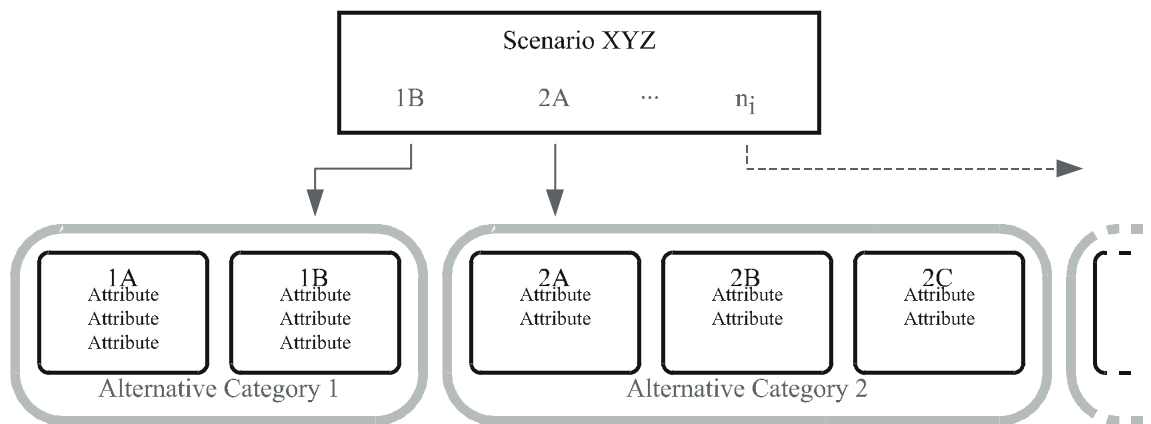 Scenario XYZ
1B 2A ... n_i
1A 1B 2A 2B 2C
Attribute Attribute Attribute Attribute Attribute
Attribute Attribute Attribute Attribute Attribute
Attribute Attribute
Alternative Category 1 Alternative Category 2